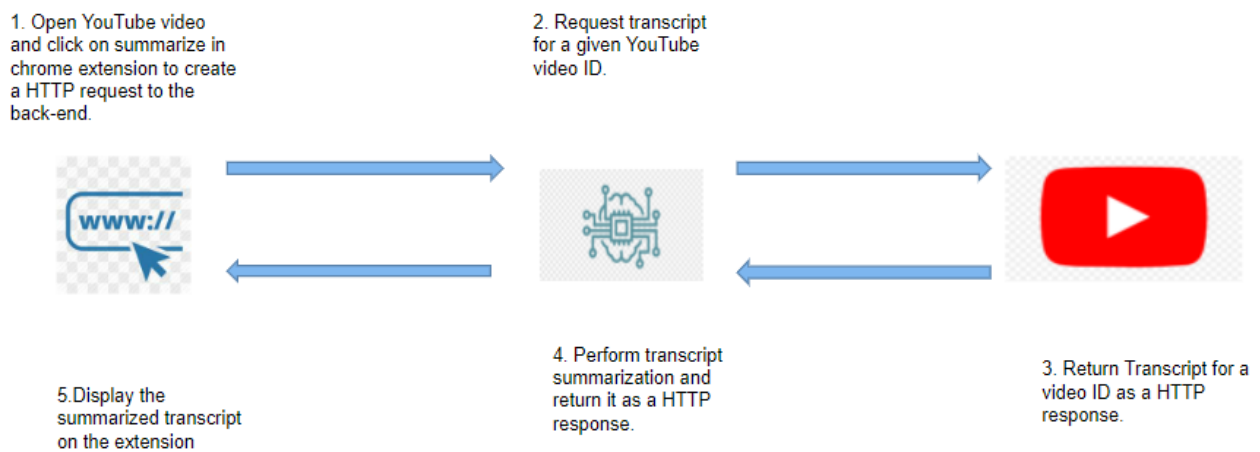 1. Open YouTube video
and click on summarize in
chrome extension to create
a HTTP request to the
back-end.
2. Request transcript
for a given YouTube
video ID.
www://
3. Return Transcript for a
video ID as a HTTP
response.
4. Perform transcript
summarization and
return it as a HTTP
response.
5.Display the
summarized transcript
on the extension